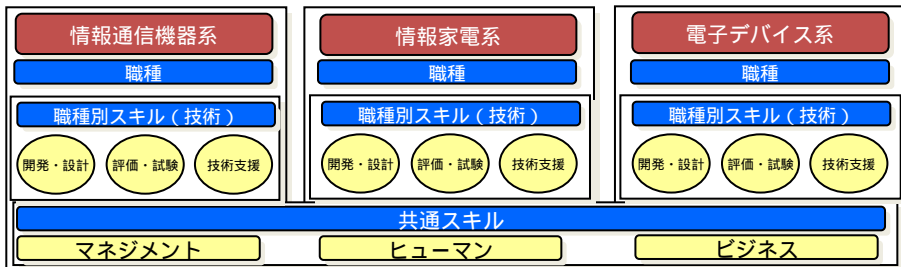 情報通信機器系
情報家電系
電子デバイス系
職種
職種
職種
職種別スキル（技術）
職種別スキル（技術）
職種別スキル（技術）
開発・設計
評価・試験
技術支援
開発・設計
評価・試験
技術支援
開発・設計
評価・試験
技術支援
共通スキル
マネジメント
ヒューマン
ビジネス